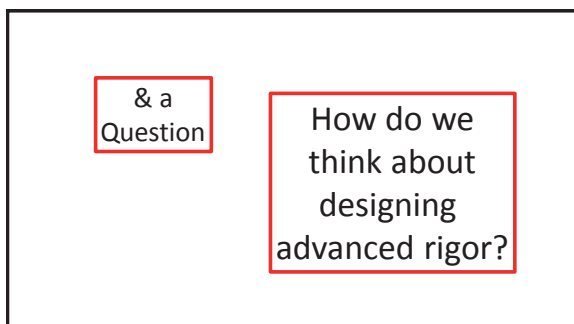 & a
Question
How do we
think about
designing
advanced rigor?